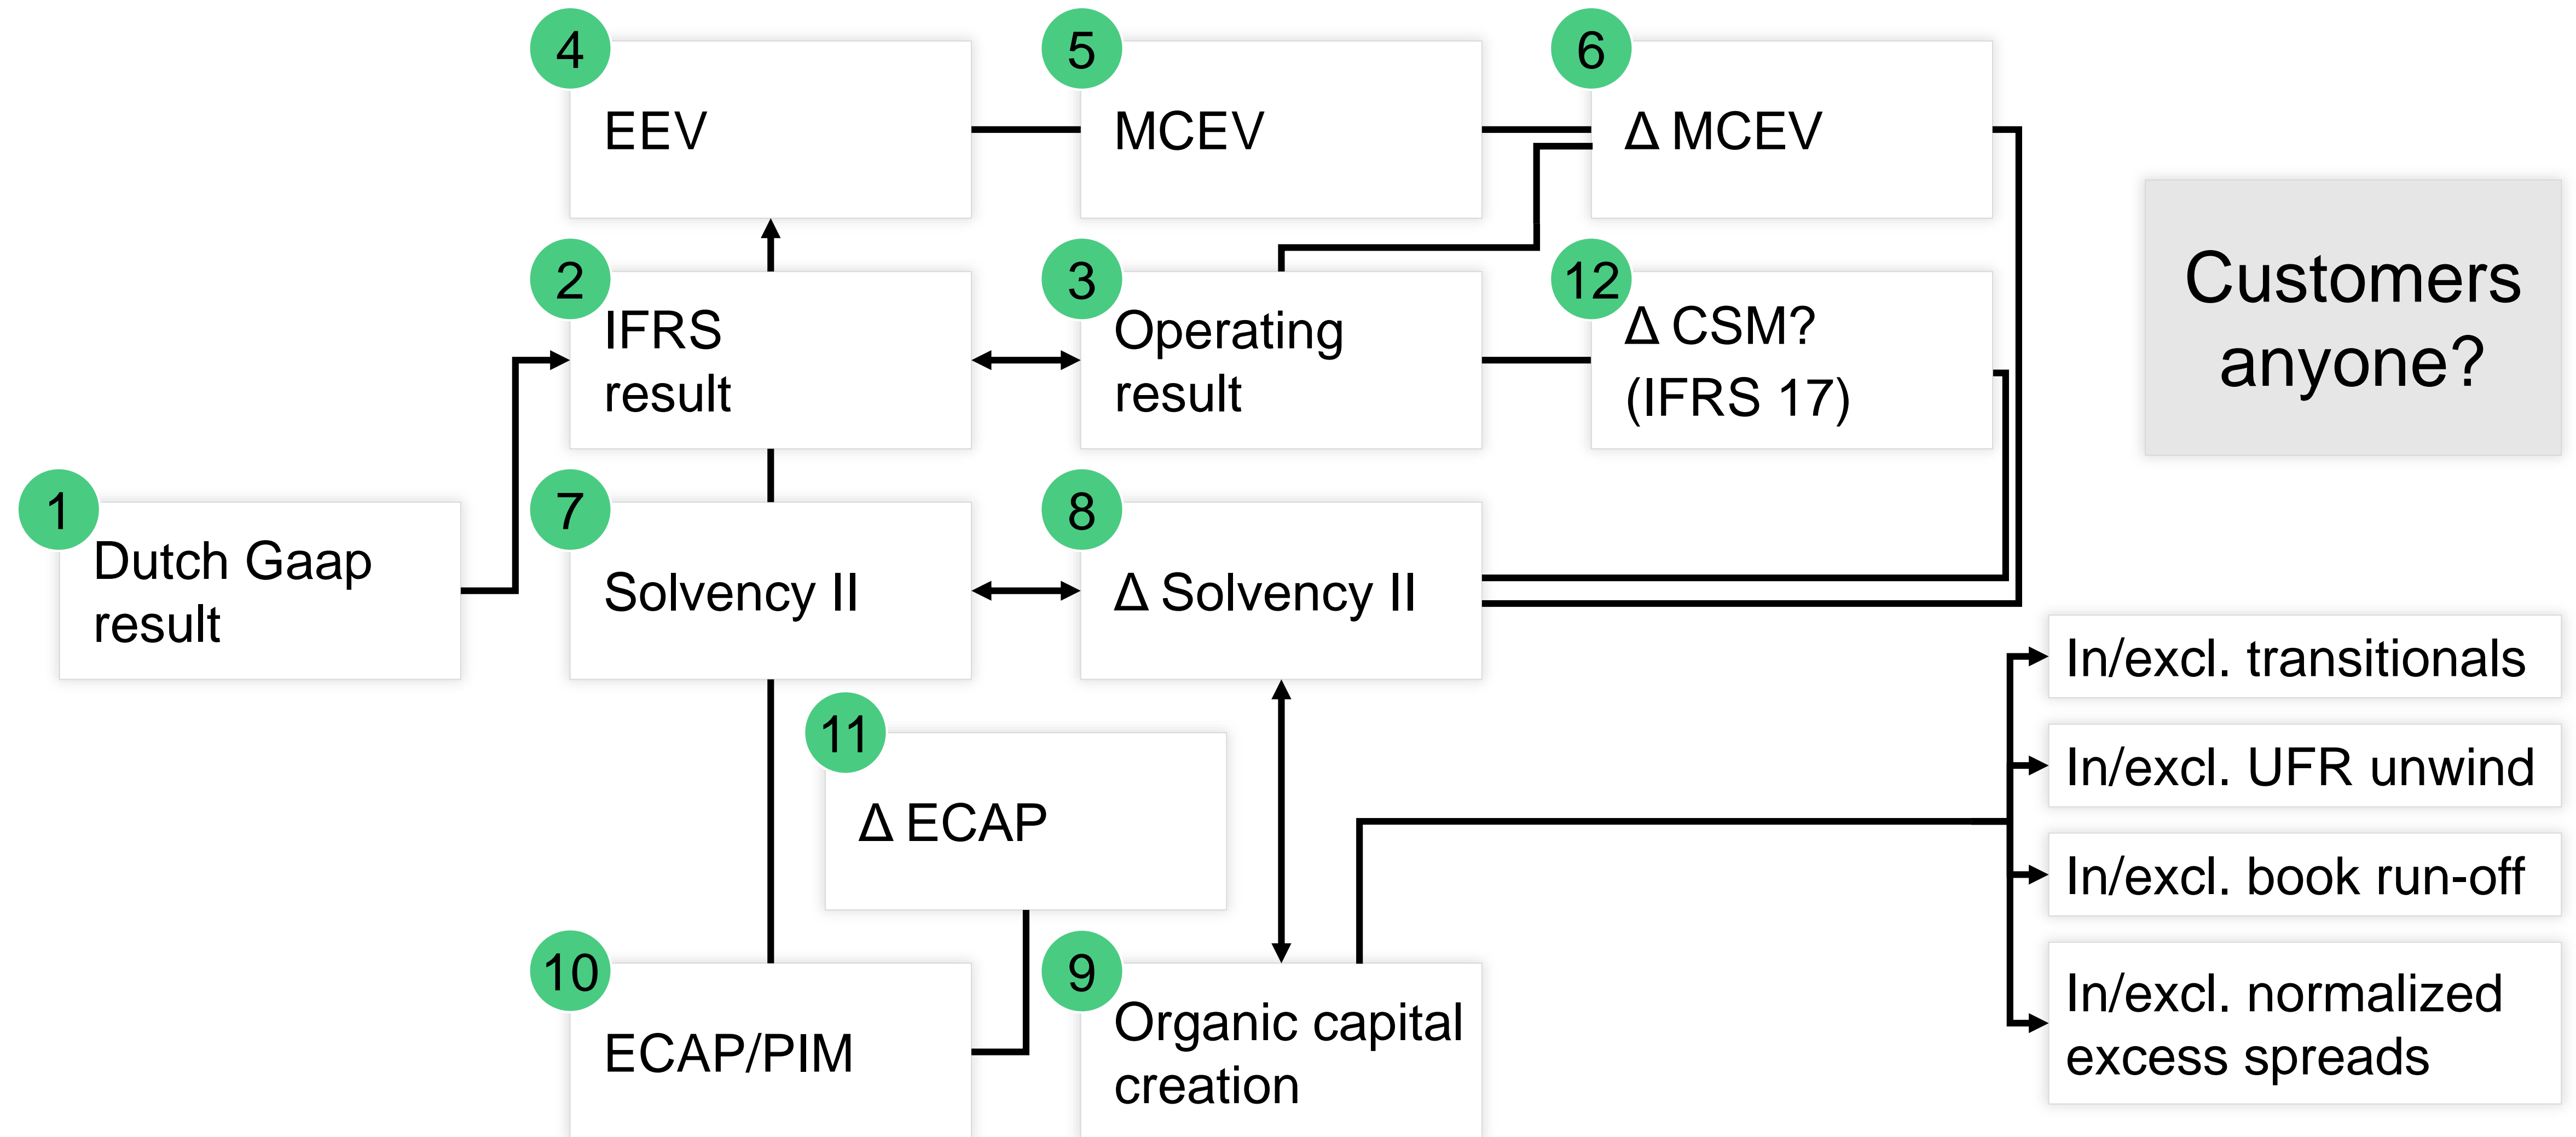 4
EEV
5
MCEV
6
Δ MCEV
Customers
anyone?
2
IFRS
result
3
Operating
result
12
Δ CSM?
(IFRS 17)
1
Dutch Gaap
result
7
Solvency II
8
Δ Solvency II
11
Δ ECAP
10
ECAP/PIM
9
Organic capital
creation
In/excl. transitionals
In/excl. UFR unwind
In/excl. book run-off
In/excl. normalized
excess spreads